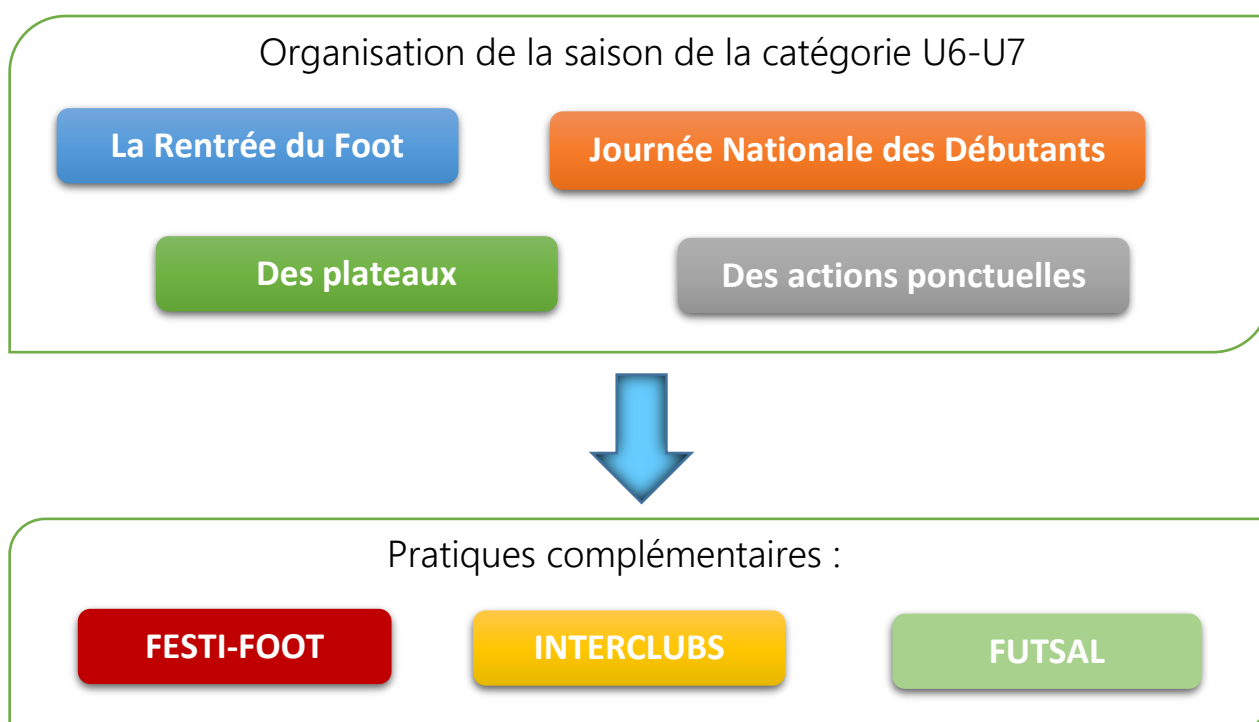 Organisation de la saison de la catégorie U6-U7
La Rentrée du Foot
Journée Nationale des Débutants
Des plateaux
Des actions ponctuelles
Pratiques complémentaires :
FESTI-FOOT
INTERCLUBS
FUTSAL